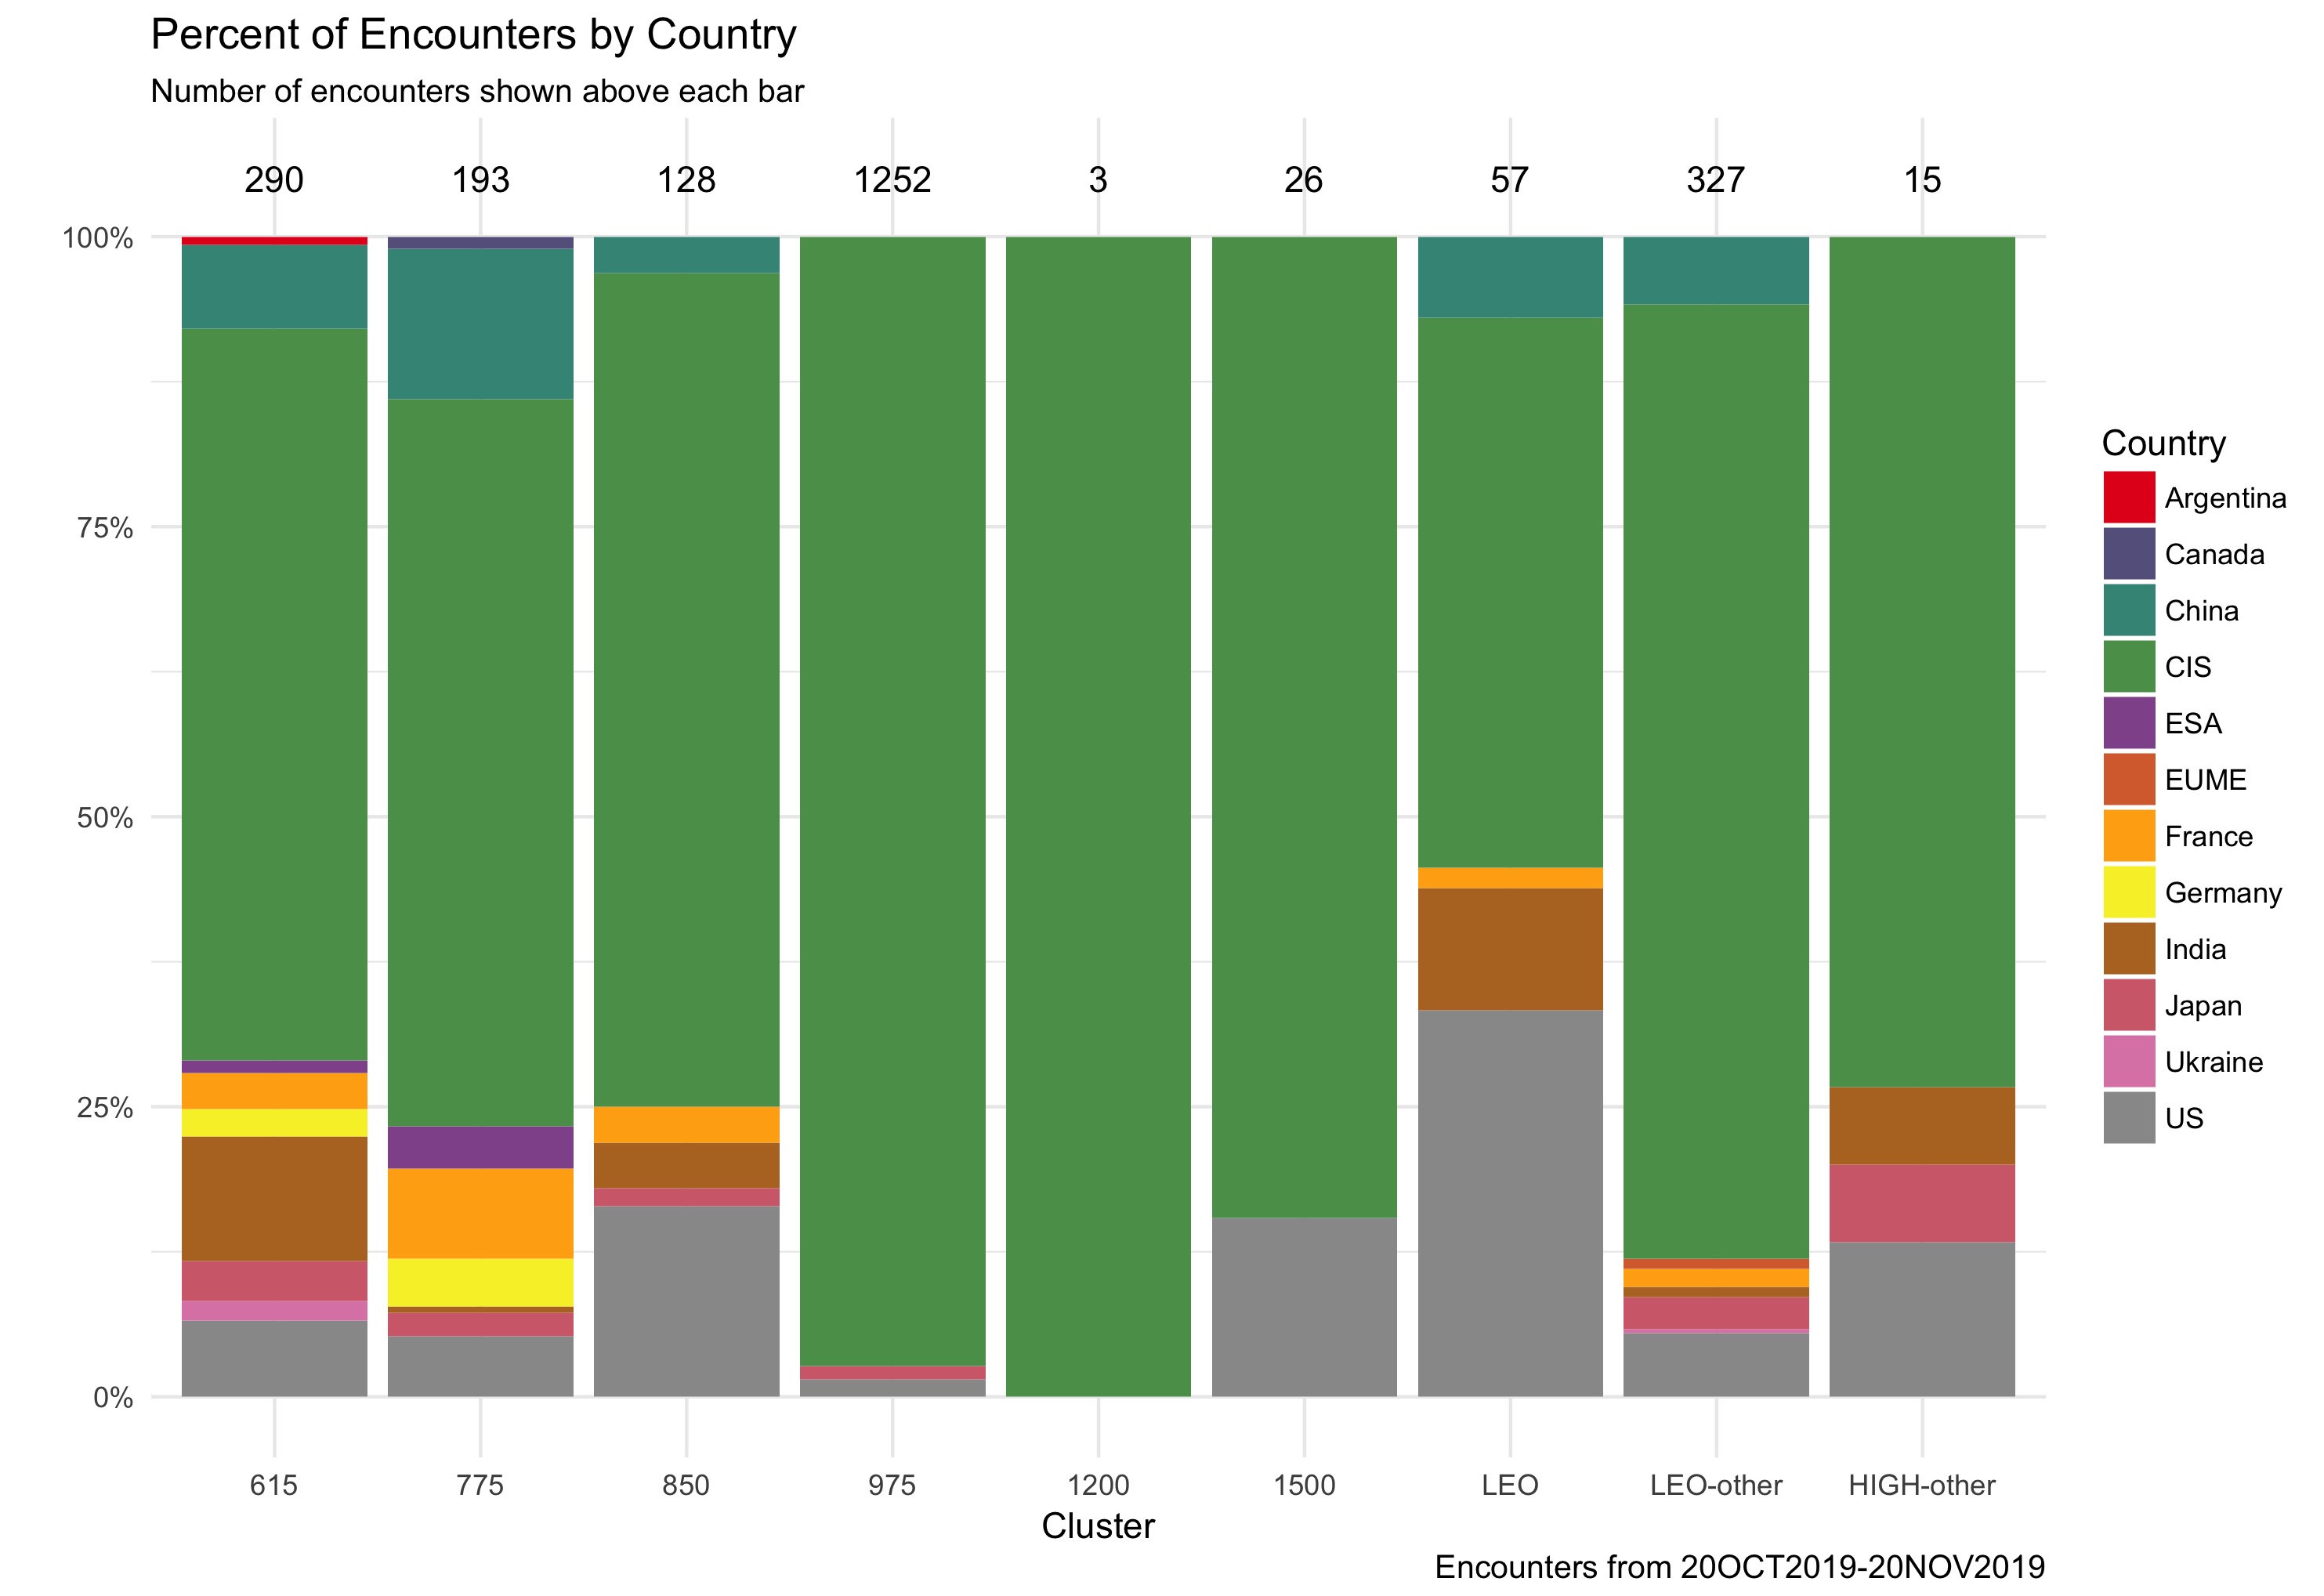 Percent of Encounters by Country
Number of encounters shown above each bar
290 193 128 1252 3 26 57 327 15
100%
75%
50%
25%
0%
615 775 850 975 1200 1500 LEO LEO-other HIGH-other
Cluster
Encounters from 20OCT2019-20NOV2019
Country
Argentina
Canada
China
CIS
ESA
EUME
France
Germany
India
Japan
Ukraine
US